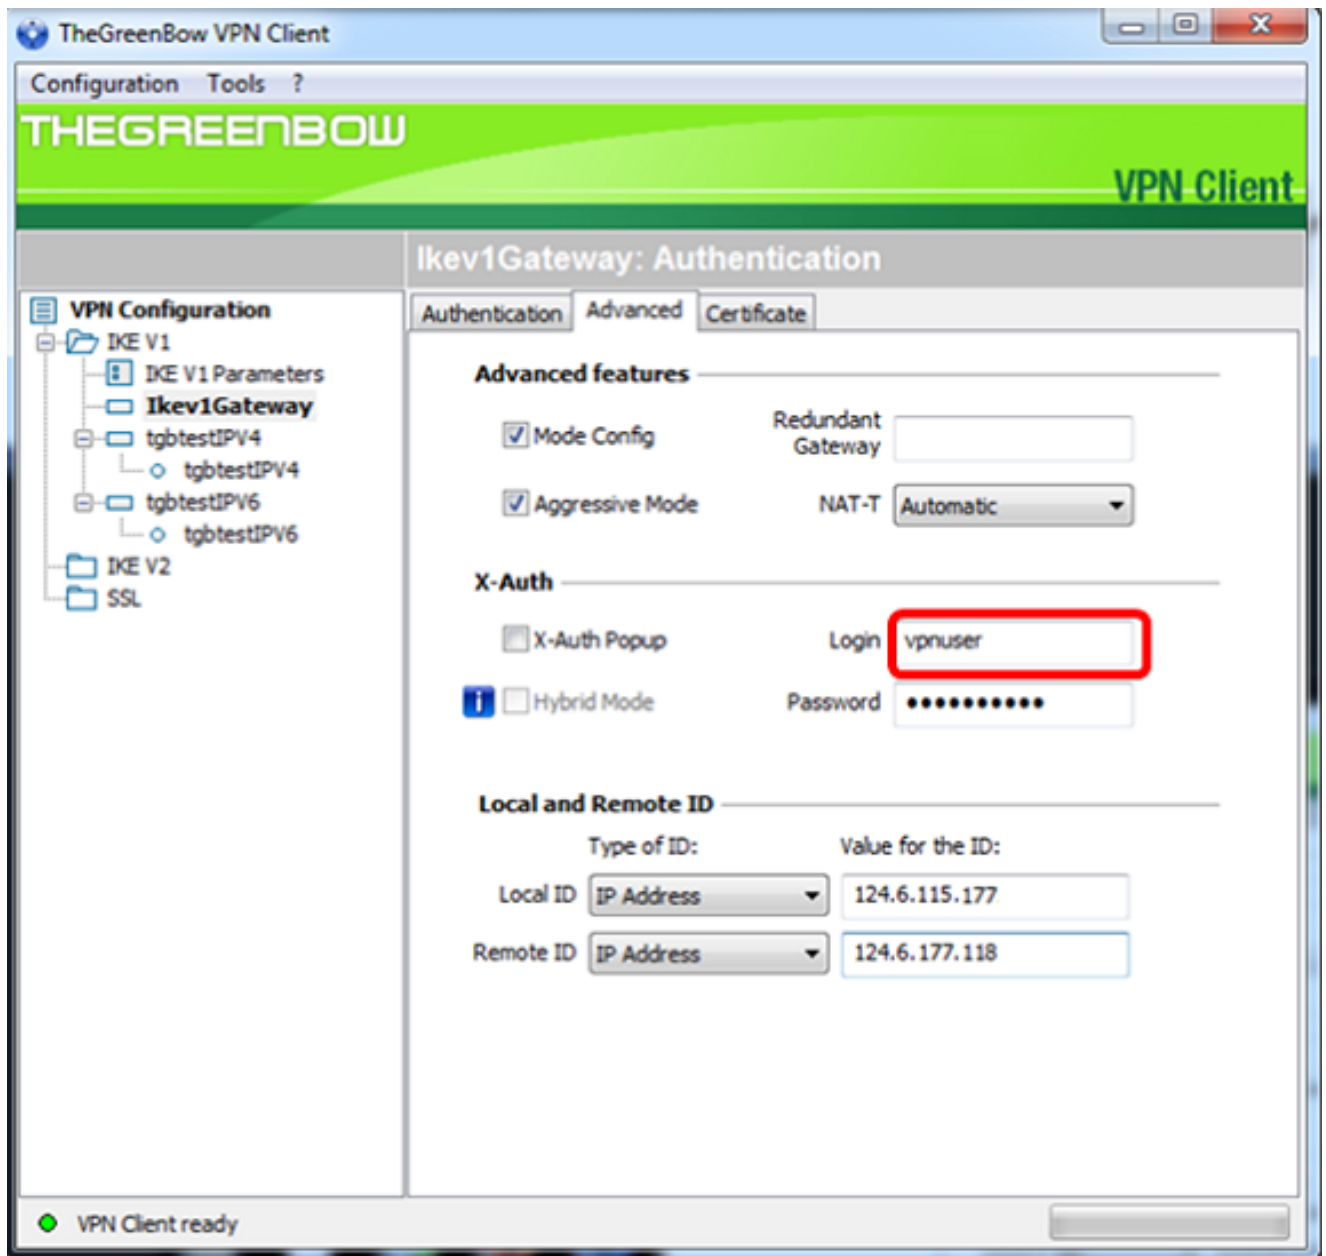 TheGreenBow VPN Client
Configuration Tools ?
THEGREENBOW
VPN Client
Ikev1Gateway: Authentication
VPN Configuration
IKE V1
IKE V1 Parameters
Ikev1Gateway
tgbtestIPV4
tgbtestIPV4
tgbtestIPV6
tgbtestIPV6
IKE V2
SSL
Authentication Advanced Certificate
Advanced features
Mode Config
Redundant
Gateway
Aggressive Mode
NAT-T Automatic
X-Auth
X-Auth Popup
Login vpnuser
Hybrid Mode
Password ••••••••••
Local and Remote ID
Type of ID: Value for the ID:
Local ID IP Address 124.6.115.177
Remote ID IP Address 124.6.177.118
VPN Client ready